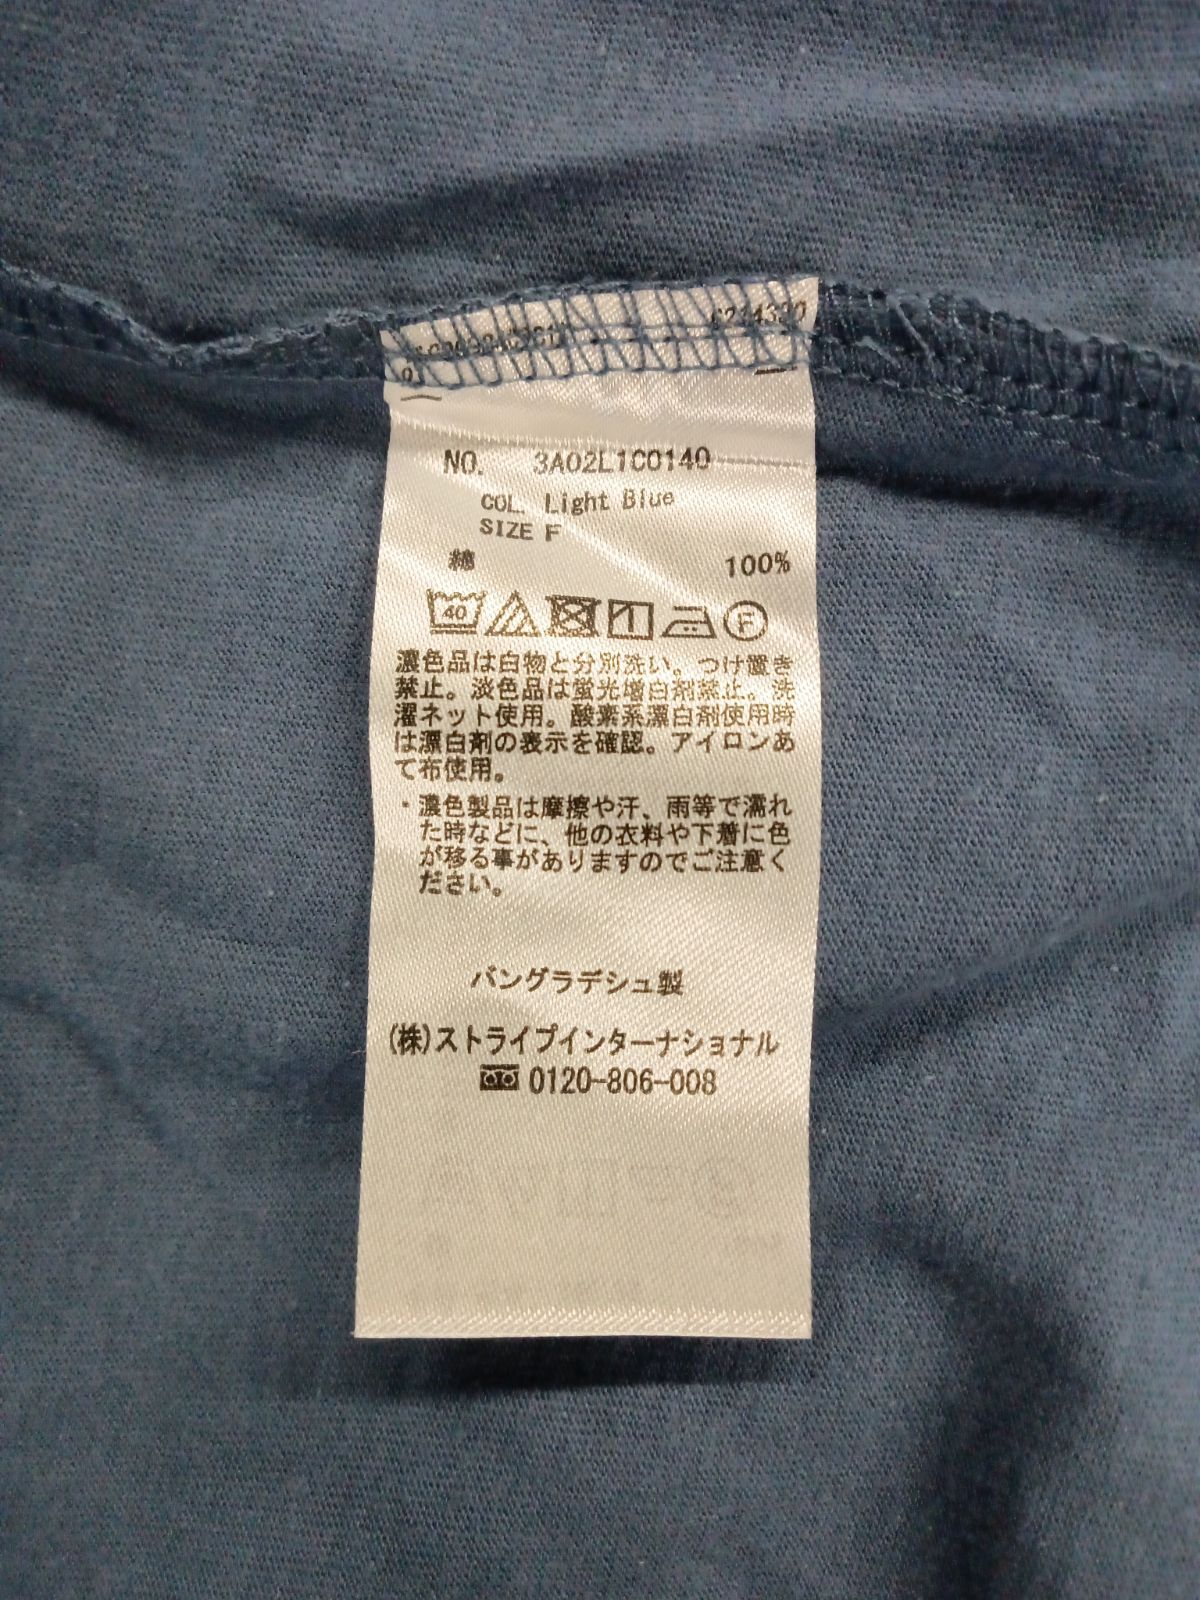 NO. 3A02L1C0140
COL. Light Blue
SIZE F
綿 100%
40 F
濃色品は白物と分別洗い。つけ置き
禁止。淡色品は蛍光増白剤禁止。洗
濯ネット使用。酸素系漂白剤使用時
は漂白剤の表示を確認。アイロンあ
て布使用。
・濃色製品は摩擦や汗、雨等で濡れ
た時などに、他の衣料や下着に色
が移る事がありますのでご注意く
ださい。
バングラデシュ製
(株)ストライプインターナショナル
0120-806-008